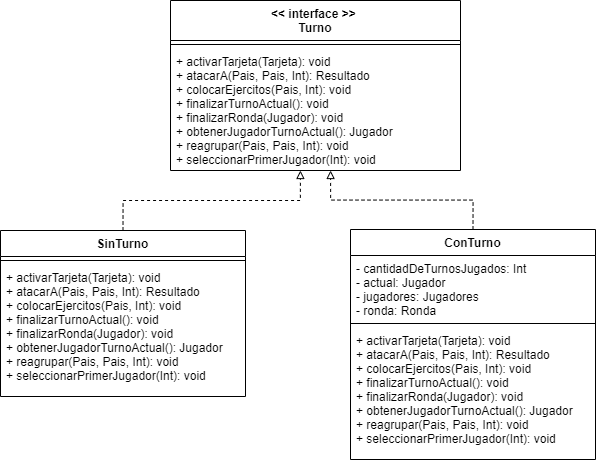 << interface >>
Turno
+ activarTarjeta(Tarjeta): void
+ atacarA(Pais, Pais, Int): Resultado
+ colocarEjercitos(Pais, Int): void
+ finalizarTurnoActual(): void
+ finalizarRonda(Jugador): void
+ obtenerJugadorTurnoActual(): Jugador
+ reagrupar(Pais, Pais, Int): void
+ seleccionarPrimerJugador(Int): void
SinTurno
+ activarTarjeta(Tarjeta): void
+ atacarA(Pais, Pais, Int): Resultado
+ colocarEjercitos(Pais, Int): void
+ finalizarTurnoActual(): void
+ finalizarRonda(Jugador): void
+ obtenerJugadorTurnoActual(): Jugador
+ reagrupar(Pais, Pais, Int): void
+ seleccionarPrimerJugador(Int): void
ConTurno
- cantidadDeTurnosJugados: Int
- actual: Jugador
- jugadores: Jugadores
- ronda: Ronda
+ activarTarjeta(Tarjeta): void
+ atacarA(Pais, Pais, Int): Resultado
+ colocarEjercitos(Pais, Int): void
+ finalizarTurnoActual(): void
+ finalizarRonda(Jugador): void
+ obtenerJugadorTurnoActual(): Jugador
+ reagrupar(Pais, Pais, Int): void
+ seleccionarPrimerJugador(Int): void